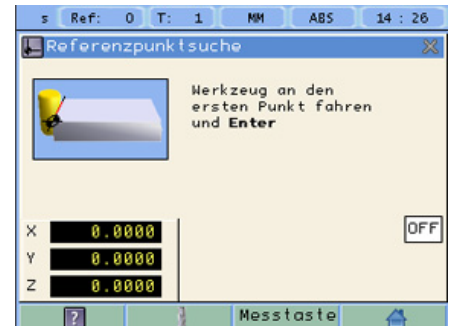 s Ref: 0 T: 1 MM ABS 14 : 26
Referenzpunktsuche
Werkzeug an den
ersten Punkt fahren
und Enter
OFF
X 0.0000
Y 0.0000
Z 0.0000
? Messtaste